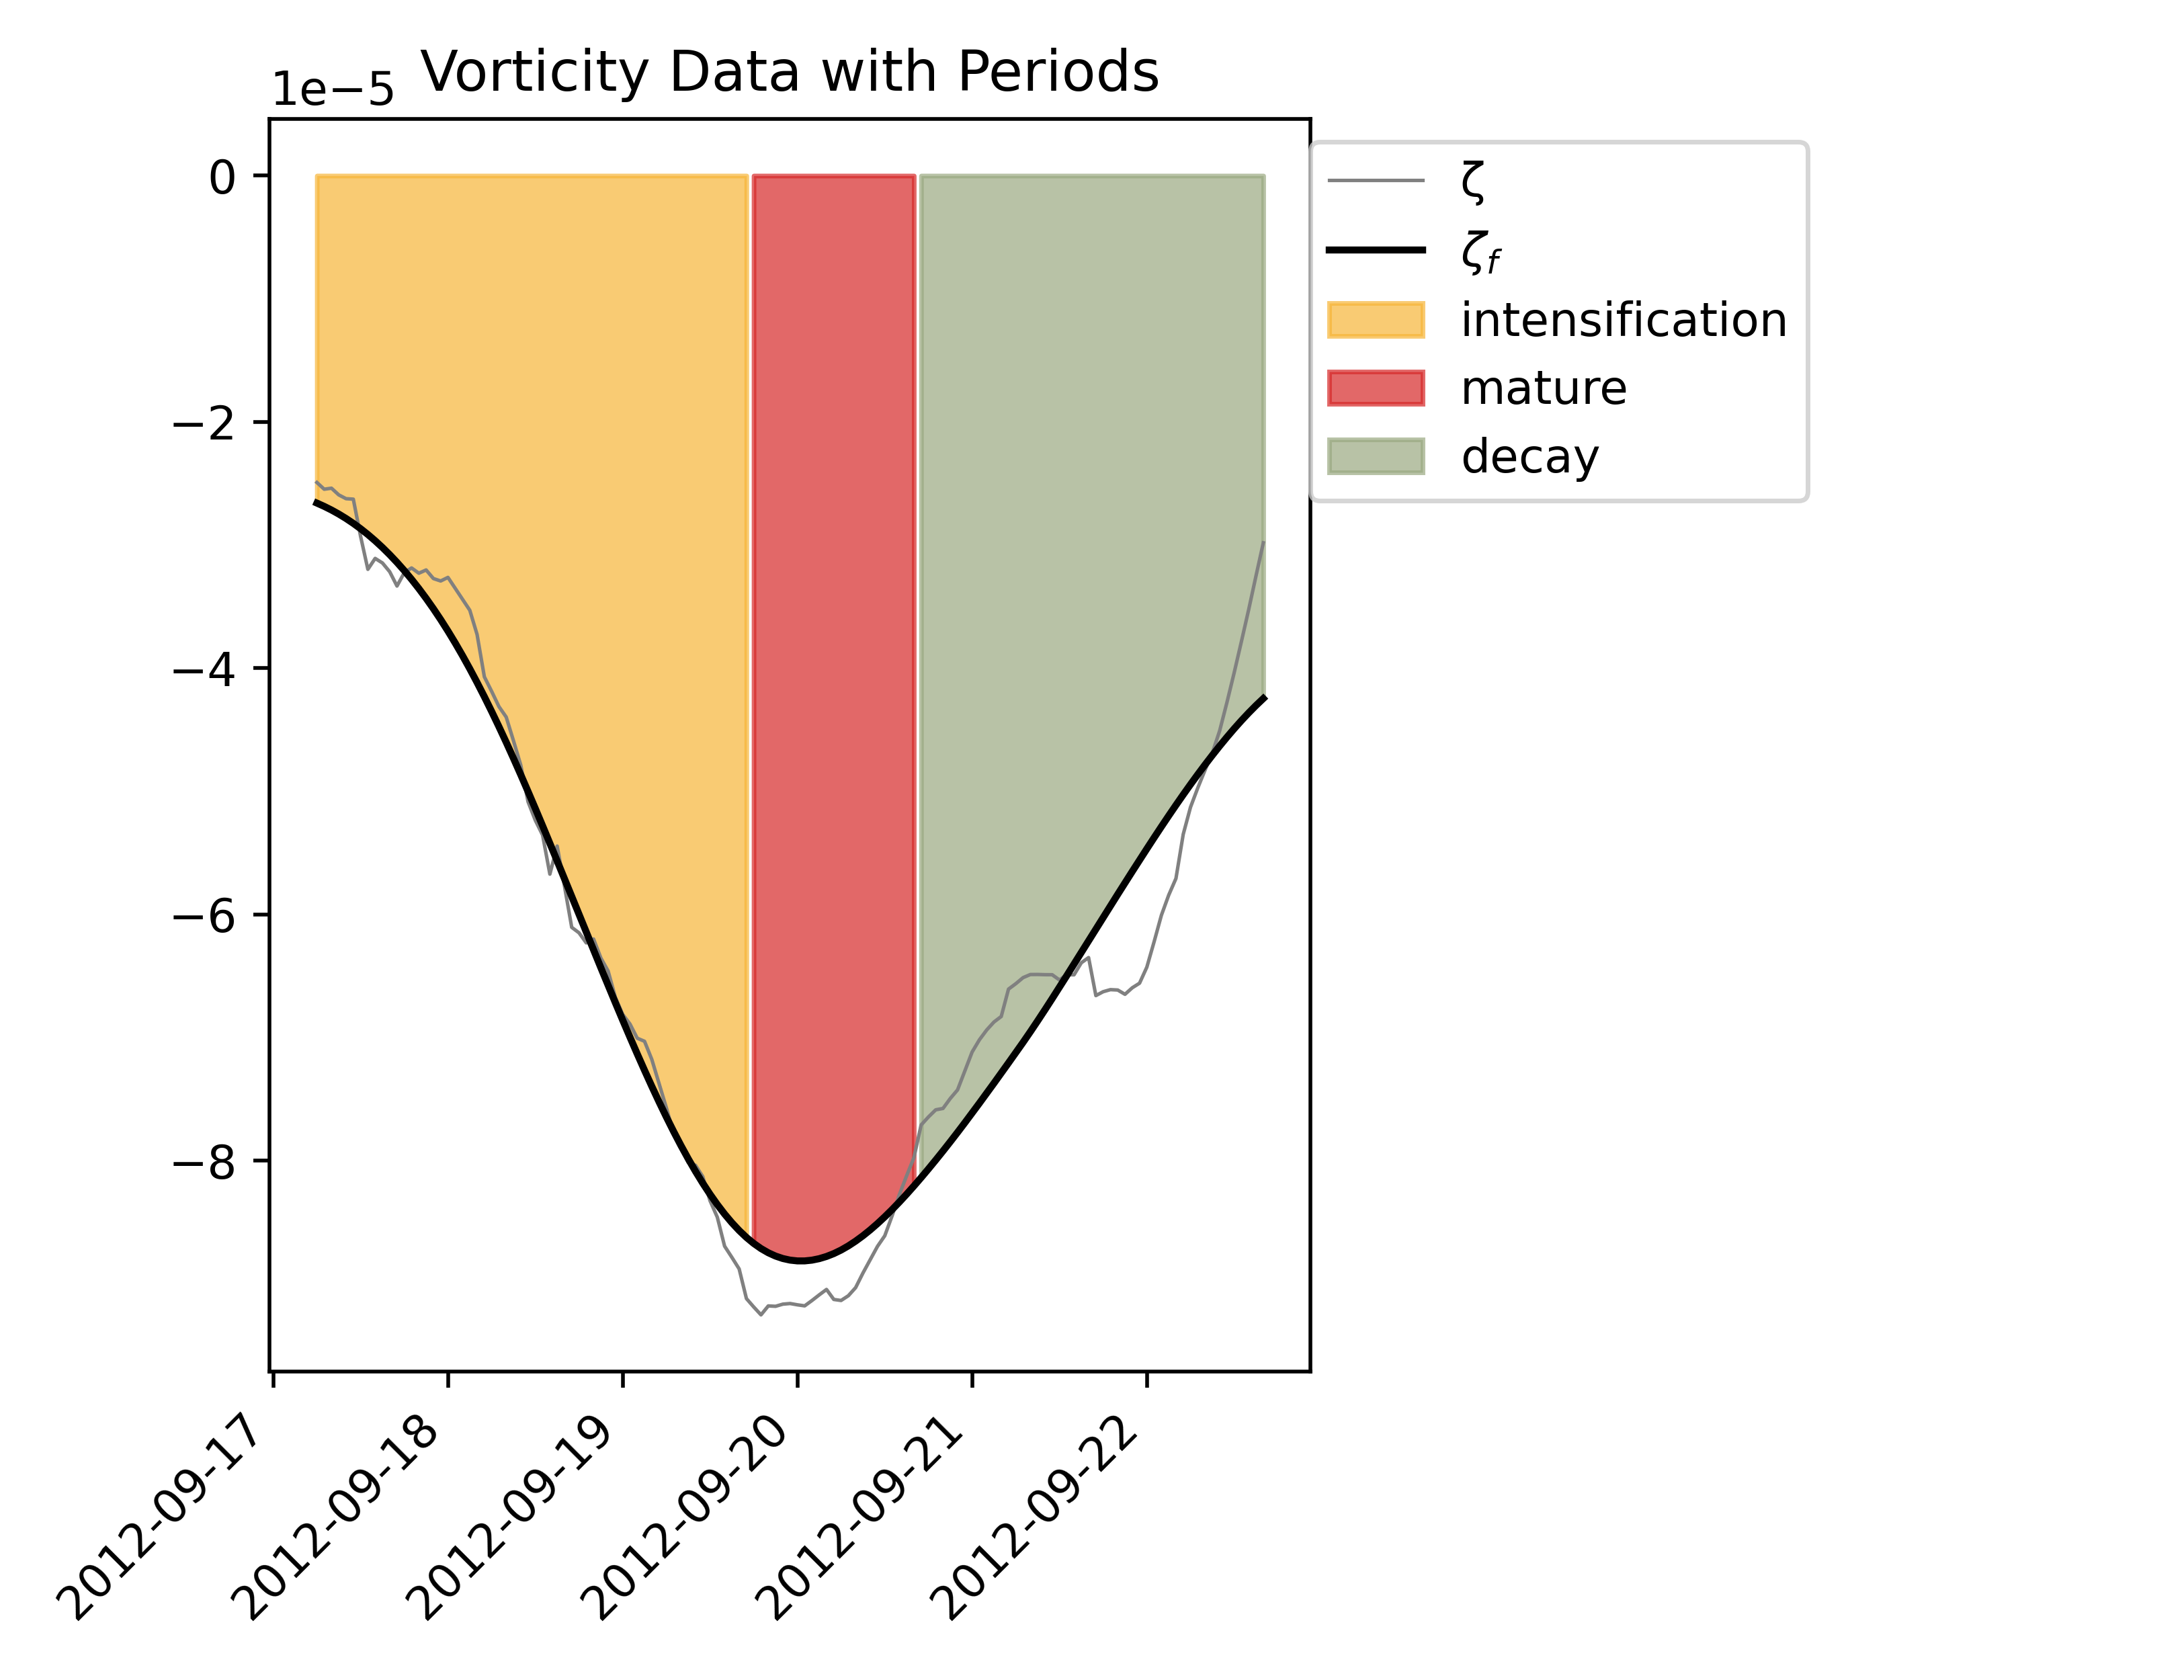 Vorticity Data with Periods
1e−5
0
−2
−4
−6
−8
2012-09-17
2012-09-18
2012-09-19
2012-09-20
2012-09-21
2012-09-22
ζ
ζf
intensification
mature
decay